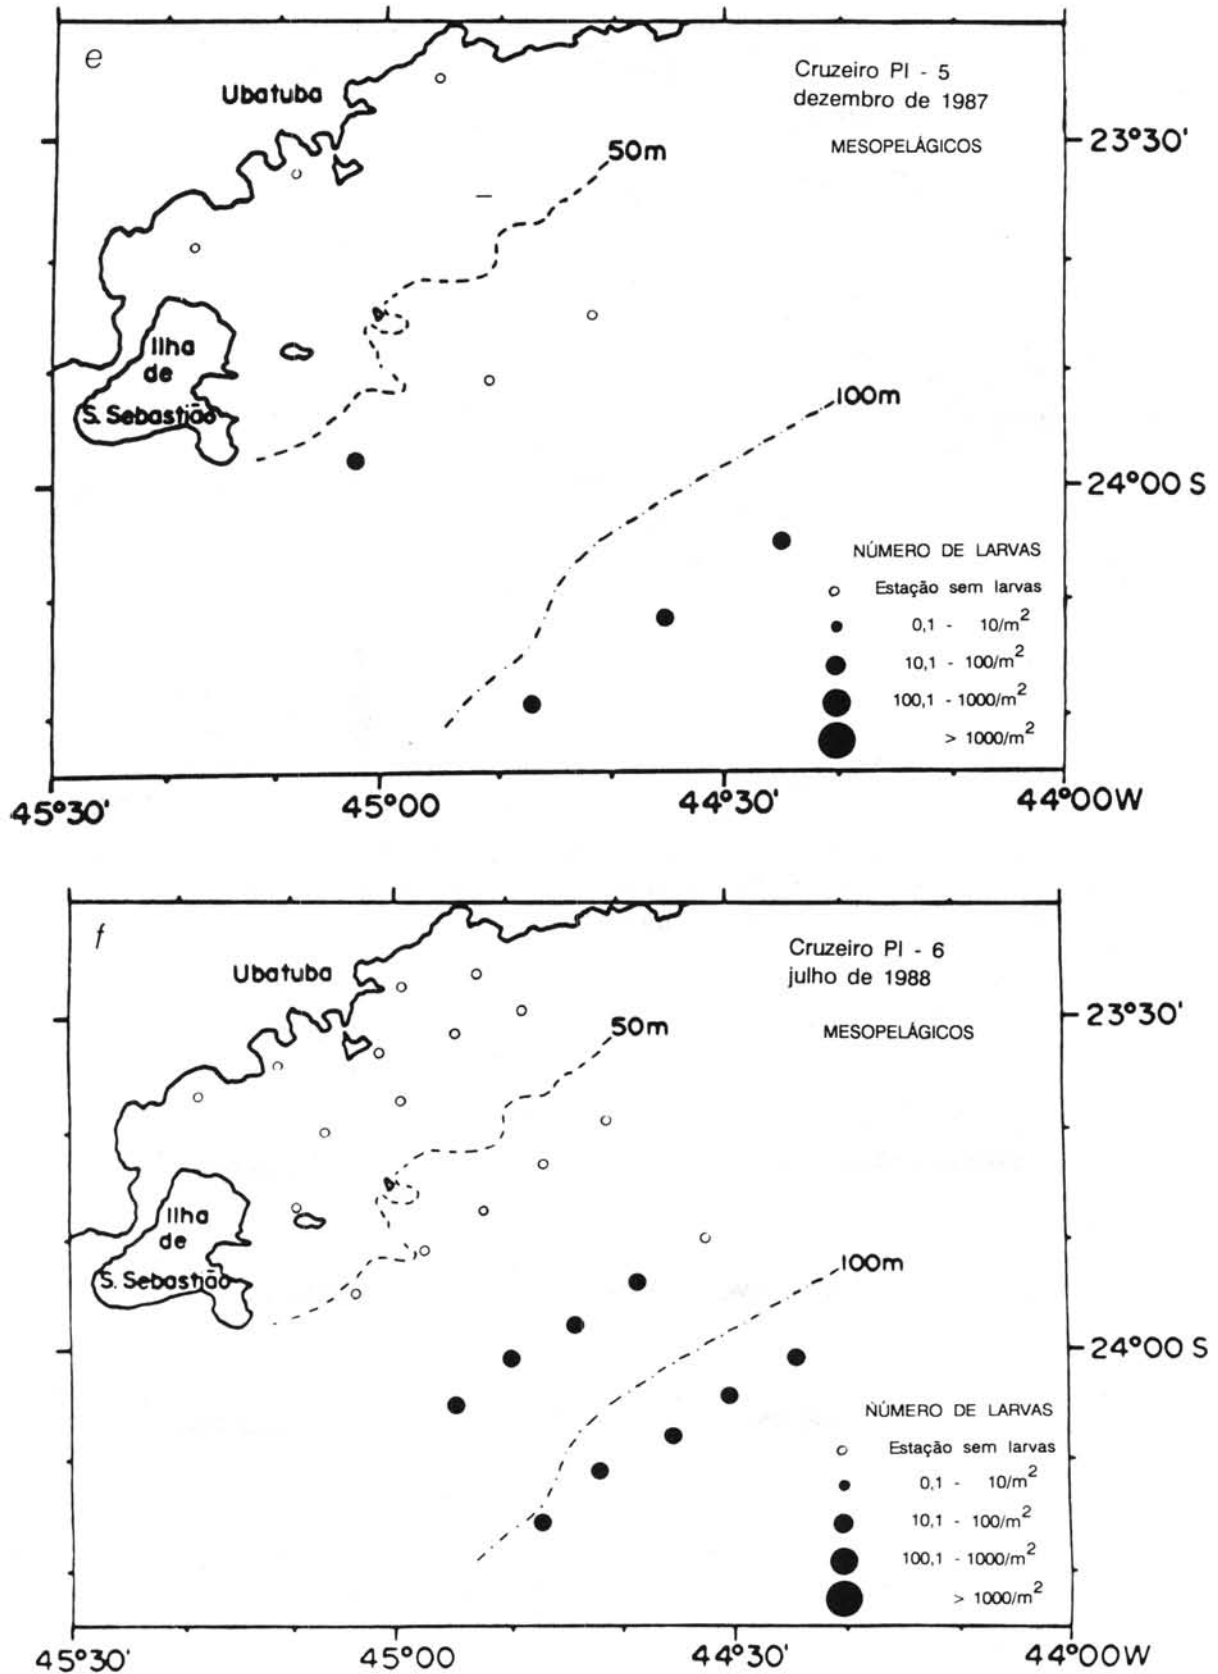 e
Cruzeiro PI - 5
dezembro de 1987
MESOPELÁGICOS
Ubatuba
50m
23°30'
Ilha
de
S. Sebastião
100m
24°00 S
NÚMERO DE LARVAS
Estação sem larvas
0,1 - 10/m²
10,1 - 100/m²
100,1 - 1000/m²
> 1000/m²
45°30'
45°00
44°30'
44°00W
f
Cruzeiro PI - 6
julho de 1988
MESOPELÁGICOS
Ubatuba
50m
23°30'
Ilha
de
S. Sebastião
100m
24°00 S
NÚMERO DE LARVAS
Estação sem larvas
0,1 - 10/m²
10,1 - 100/m²
100,1 - 1000/m²
> 1000/m²
45°30'
45°00
44°30'
44°00W